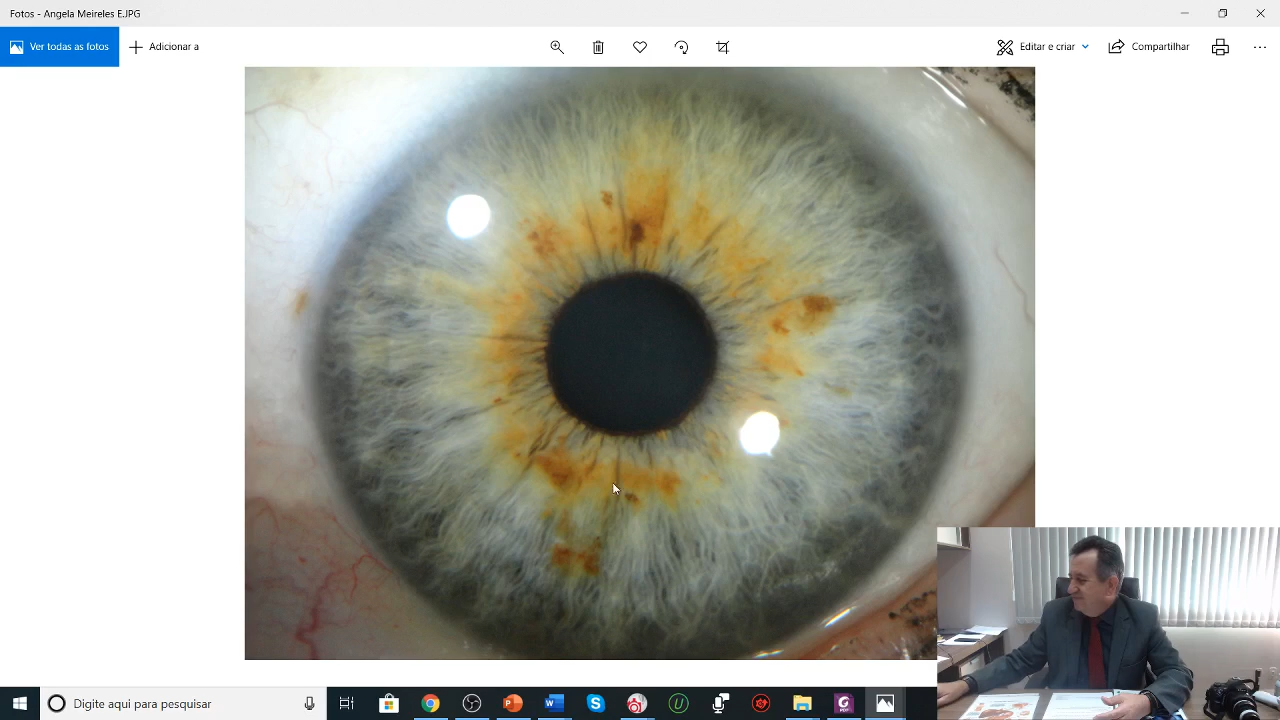 Fotos - Angela Meireles E.JPG
Ver todas as fotos
Adicionar a
Editar e criar
Compartilhar
Digite aqui para pesquisar